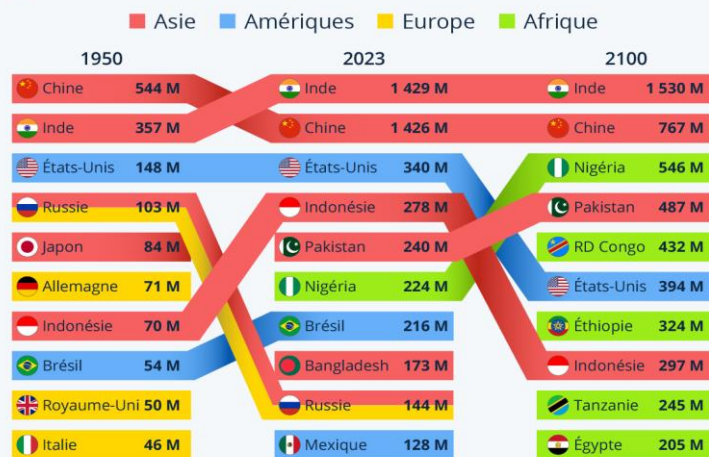 Asie Amériques Europe Afrique
1950 2023 2100
Chine 544 M Inde 1 429 M Inde 1 530 M
Inde 357 M Chine 1 426 M Chine 767 M
États-Unis 148 M États-Unis 340 M Nigéria 546 M
Russie 103 M Indonésie 278 M Pakistan 487 M
Japon 84 M Pakistan 240 M RD Congo 432 M
Allemagne 71 M Nigéria 224 M États-Unis 394 M
Indonésie 70 M Brésil 216 M Éthiopie 324 M
Brésil 54 M Bangladesh 173 M Indonésie 297 M
Royaume-Uni 50 M Russie 144 M Tanzanie 245 M
Italie 46 M Mexique 128 M Égypte 205 M